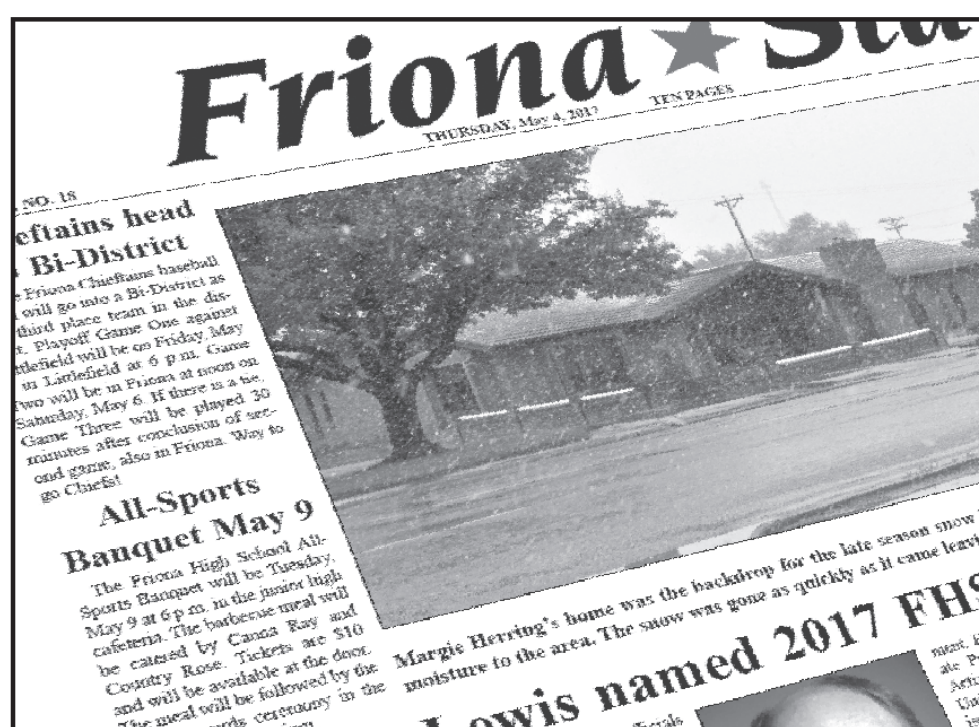 Friona Sta
THURSDAY, May 4, 2017 TEN PAGES
NO. 18
eftains head
Bi-District
Friona Chieftains baseball
will go into a Bi-District as
third place team in the dis-
Playoff Game One against
ttlefield will be on Friday, May
in Littlefield at 6 p.m. Game
Two will be in Friona at noon on
Saturday, May 6. If there is a tie,
Game Three will be played 30
minutes after conclusion of sec-
ond game, also in Friona. Way to
go Chiefs!
All-Sports
Banquet May 9
The Friona High School All-
Sports Banquet will be Tuesday,
May 9 at 6 p.m. in the junior high
cafeteria. The barbecue meal will
be catered by Canna Ray and
Country Rose. Tickets are $10
and will be available at the door.
The meal will be followed by the
ards ceremony in the
Margie Herring's home was the backdrop for the late season snow
moisture to the area. The snow was gone as quickly as it came leavi
Lewis named 2017 FHS